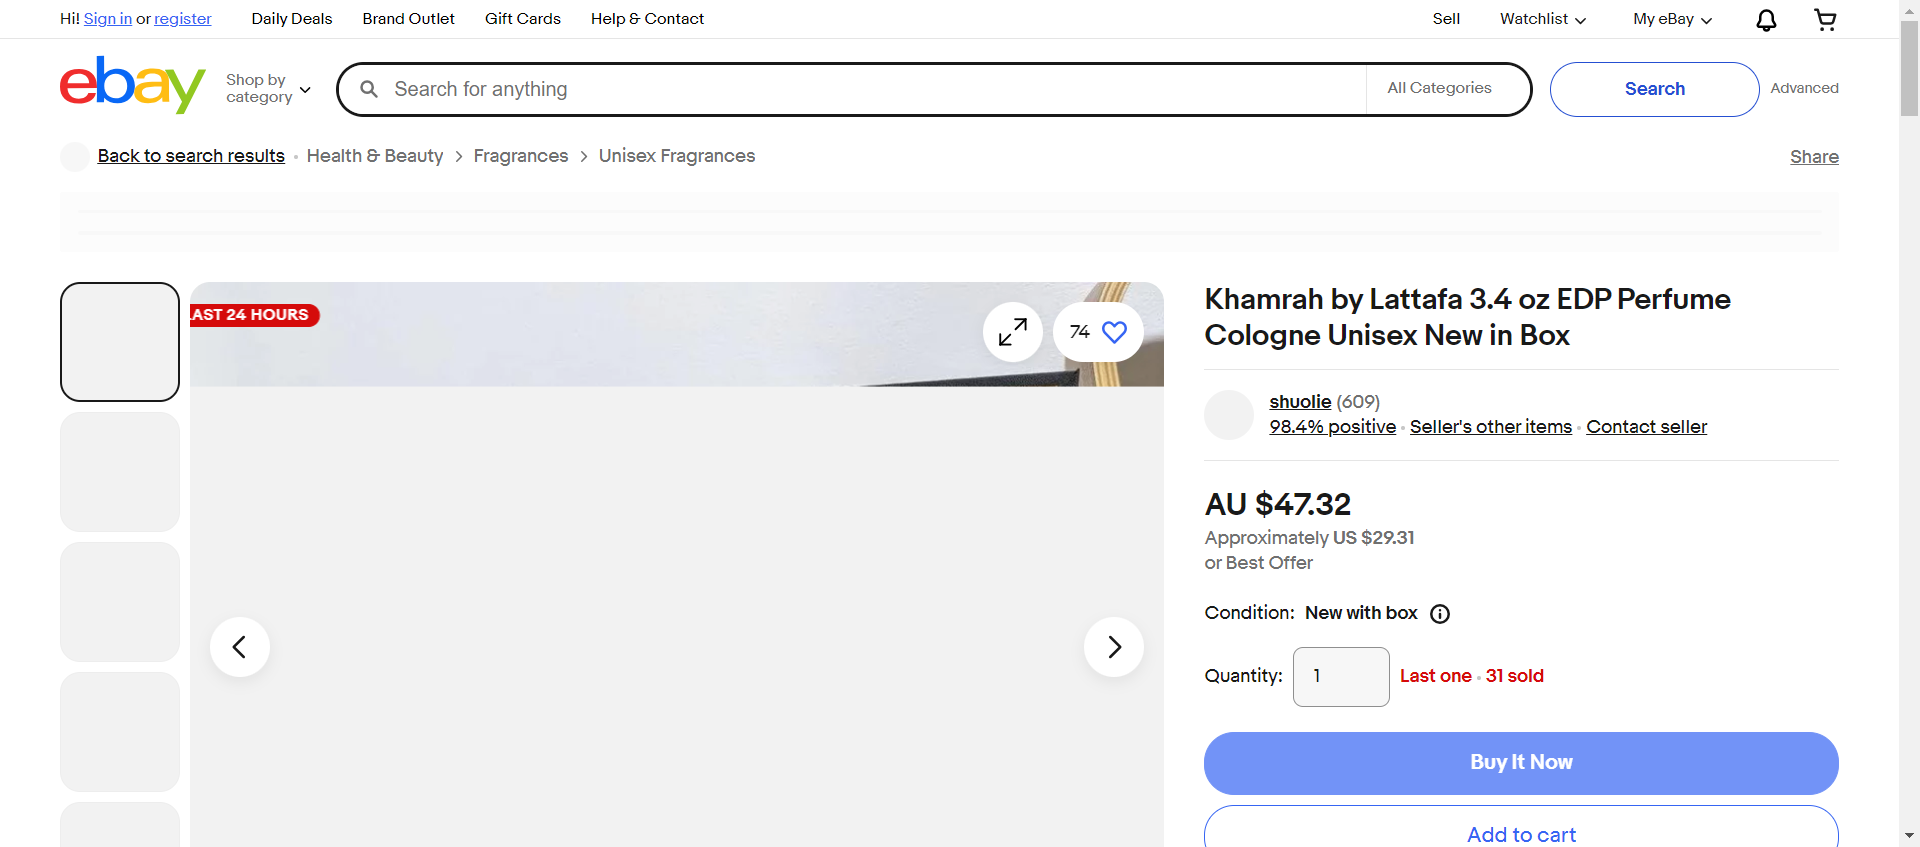 Hi! Sign in or register
Daily Deals
Brand Outlet
Gift Cards
Help & Contact
Sell
Watchlist
My eBay
ebay
Shop by
category
Search for anything
All Categories
Search
Advanced
Back to search results
Health & Beauty
Fragrances
Unisex Fragrances
Share
LAST 24 HOURS
74
Khamrah by Lattafa 3.4 oz EDP Perfume
Cologne Unisex New in Box
shuolie (609)
98.4% positive · Seller's other items · Contact seller
AU $47.32
Approximately US $29.31
or Best Offer
Condition: New with box
Quantity: 1 Last one · 31 sold
Buy It Now
Add to cart